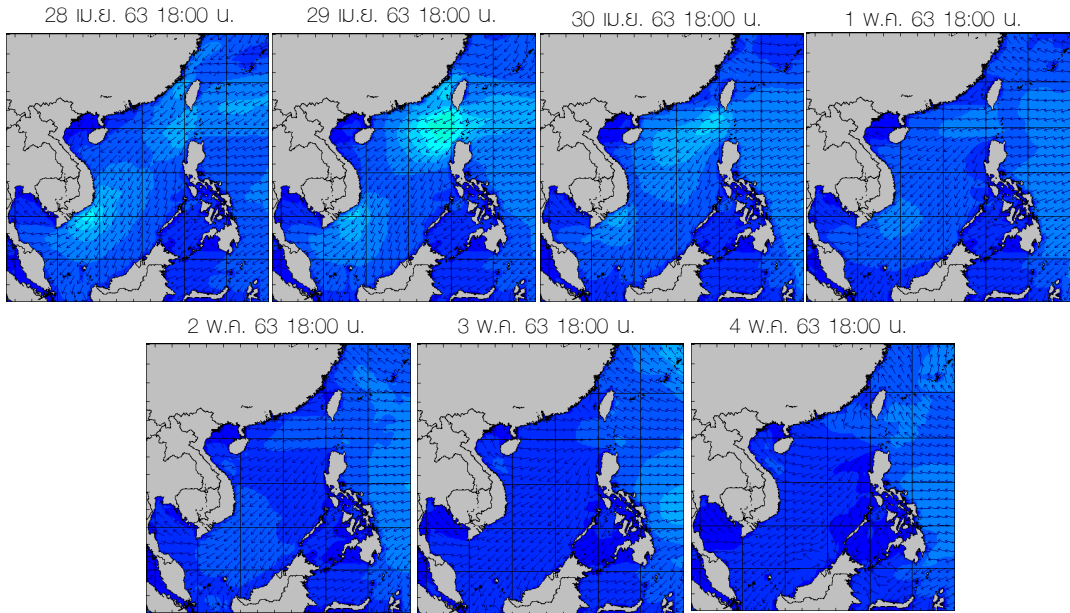 28 เม.ย. 63 18:00 น.
29 เม.ย. 63 18:00 น.
30 เม.ย. 63 18:00 น.
1 พ.ค. 63 18:00 น.
2 พ.ค. 63 18:00 น.
3 พ.ค. 63 18:00 น.
4 พ.ค. 63 18:00 น.